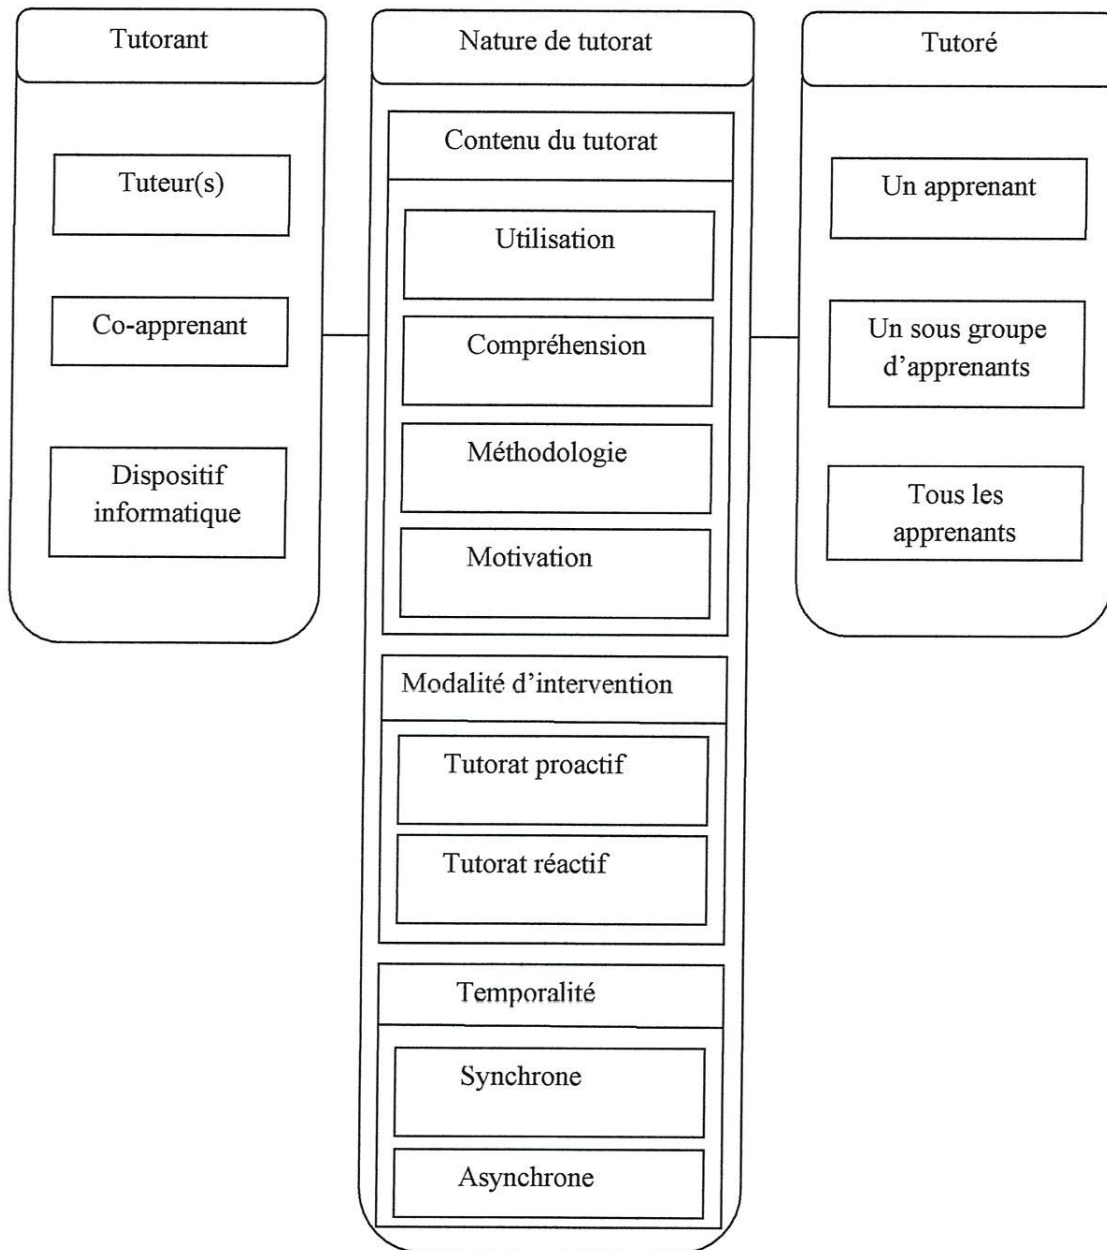 Tutorant
Tuteur(s)
Co-apprenant
Dispositif
informatique
Nature de tutorat
Contenu du tutorat
Utilisation
Compréhension
Méthodologie
Motivation
Modalité d’intervention
Tutorat proactif
Tutorat réactif
Temporalité
Synchrone
Asynchrone
Tutoré
Un apprenant
Un sous groupe
d’apprenants
Tous les
apprenants